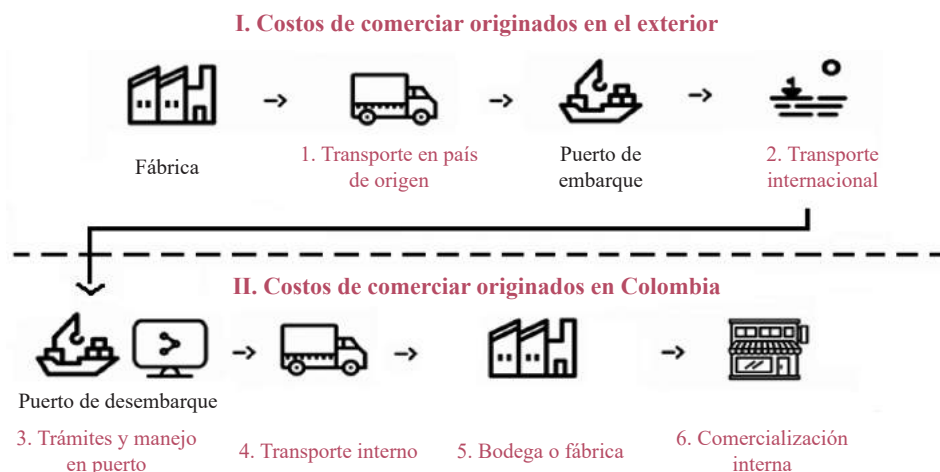 I. Costos de comerciar originados en el exterior
Fábrica
1. Transporte en país
de origen
Puerto de
embarque
2. Transporte
internacional
II. Costos de comerciar originados en Colombia
Puerto de desembarque
3. Trámites y manejo
en puerto
4. Transporte interno
5. Bodega o fábrica
6. Comercialización
interna